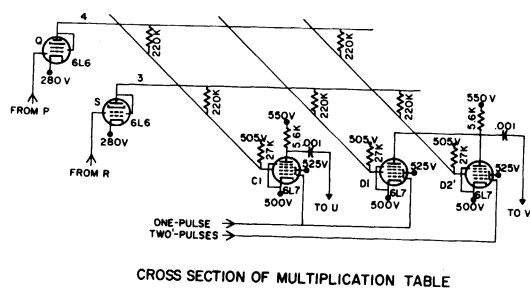 4
Q
6L6
280 V
FROM P
220K
220K
220K
3
S
6L6
280V
FROM R
220K
220K
220K
550V
5.6K
.001
505V
27K
525V
C1
6L7
500V
TO U
505V
27K
525V
D1
6L7
500V
550V
5.6K
.001
505V
27K
525V
D2'
6L7
500V
TO V
ONE-PULSE
TWO'-PULSES
CROSS SECTION OF MULTIPLICATION TABLE